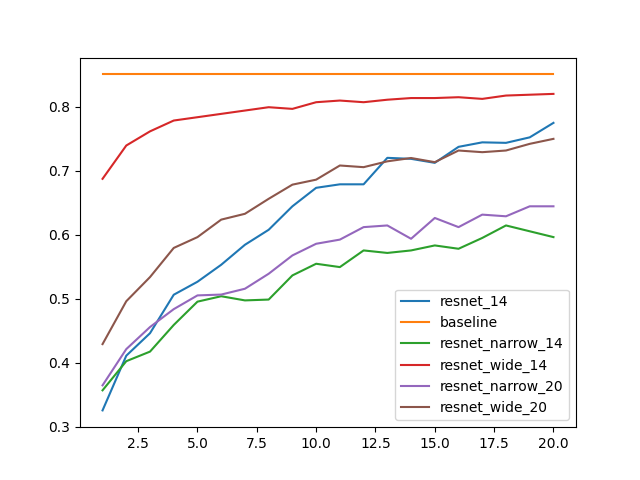 0.8
0.7
0.6
0.5
0.4
0.3
2.5 5.0 7.5 10.0 12.5 15.0 17.5 20.0
resnet_14
baseline
resnet_narrow_14
resnet_wide_14
resnet_narrow_20
resnet_wide_20